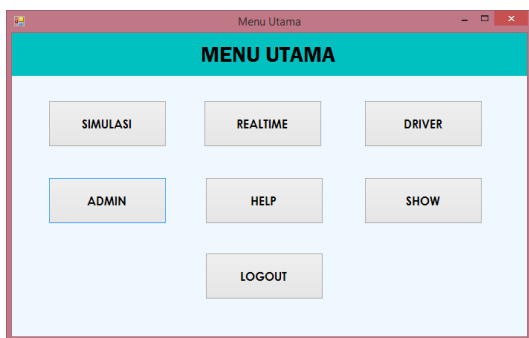 Menu Utama
MENU UTAMA
SIMULASI REALTIME DRIVER
ADMIN HELP SHOW
LOGOUT